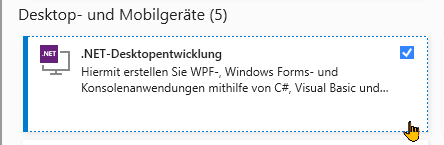 Desktop- und Mobilgeräte (5)
.NET
.NET-Desktopentwicklung
Hiermit erstellen Sie WPF-, Windows Forms- und
Konsolenanwendungen mithilfe von C#, Visual Basic und...